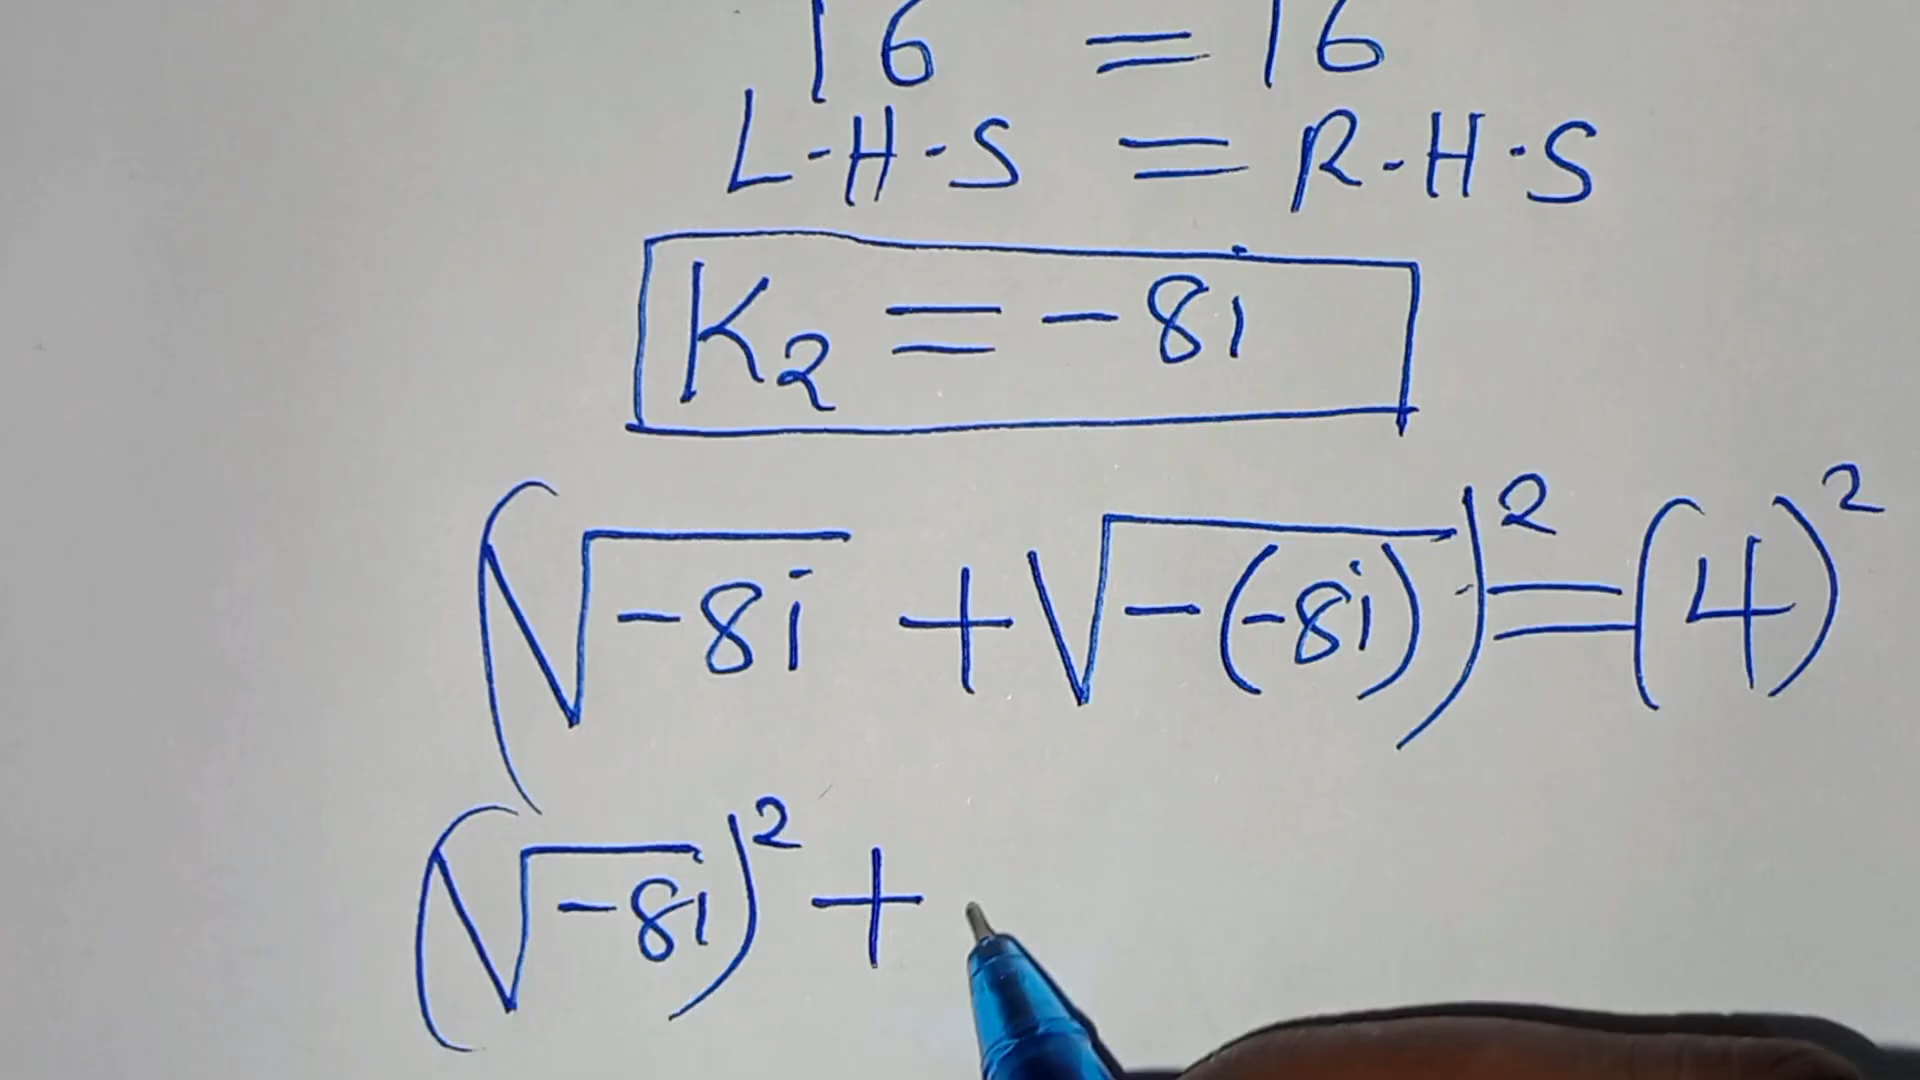 16 = 16
L.H.S = R.H.S
K₂ = -8i
(√-8i + √-(-8i))² = (4)²
(√-8i)² +